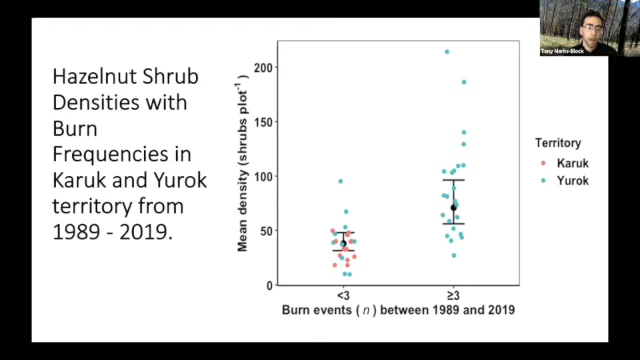 Hazelnut Shrub
Densities with
Burn
Frequencies in
Karuk and Yurok
territory from
1989 - 2019.
Mean density (shrubs plot⁻¹)
200
150
100
50
0
<3
≥3
Burn events ( n ) between 1989 and 2019
Territory
Karuk
Yurok
Tony Marks-Block